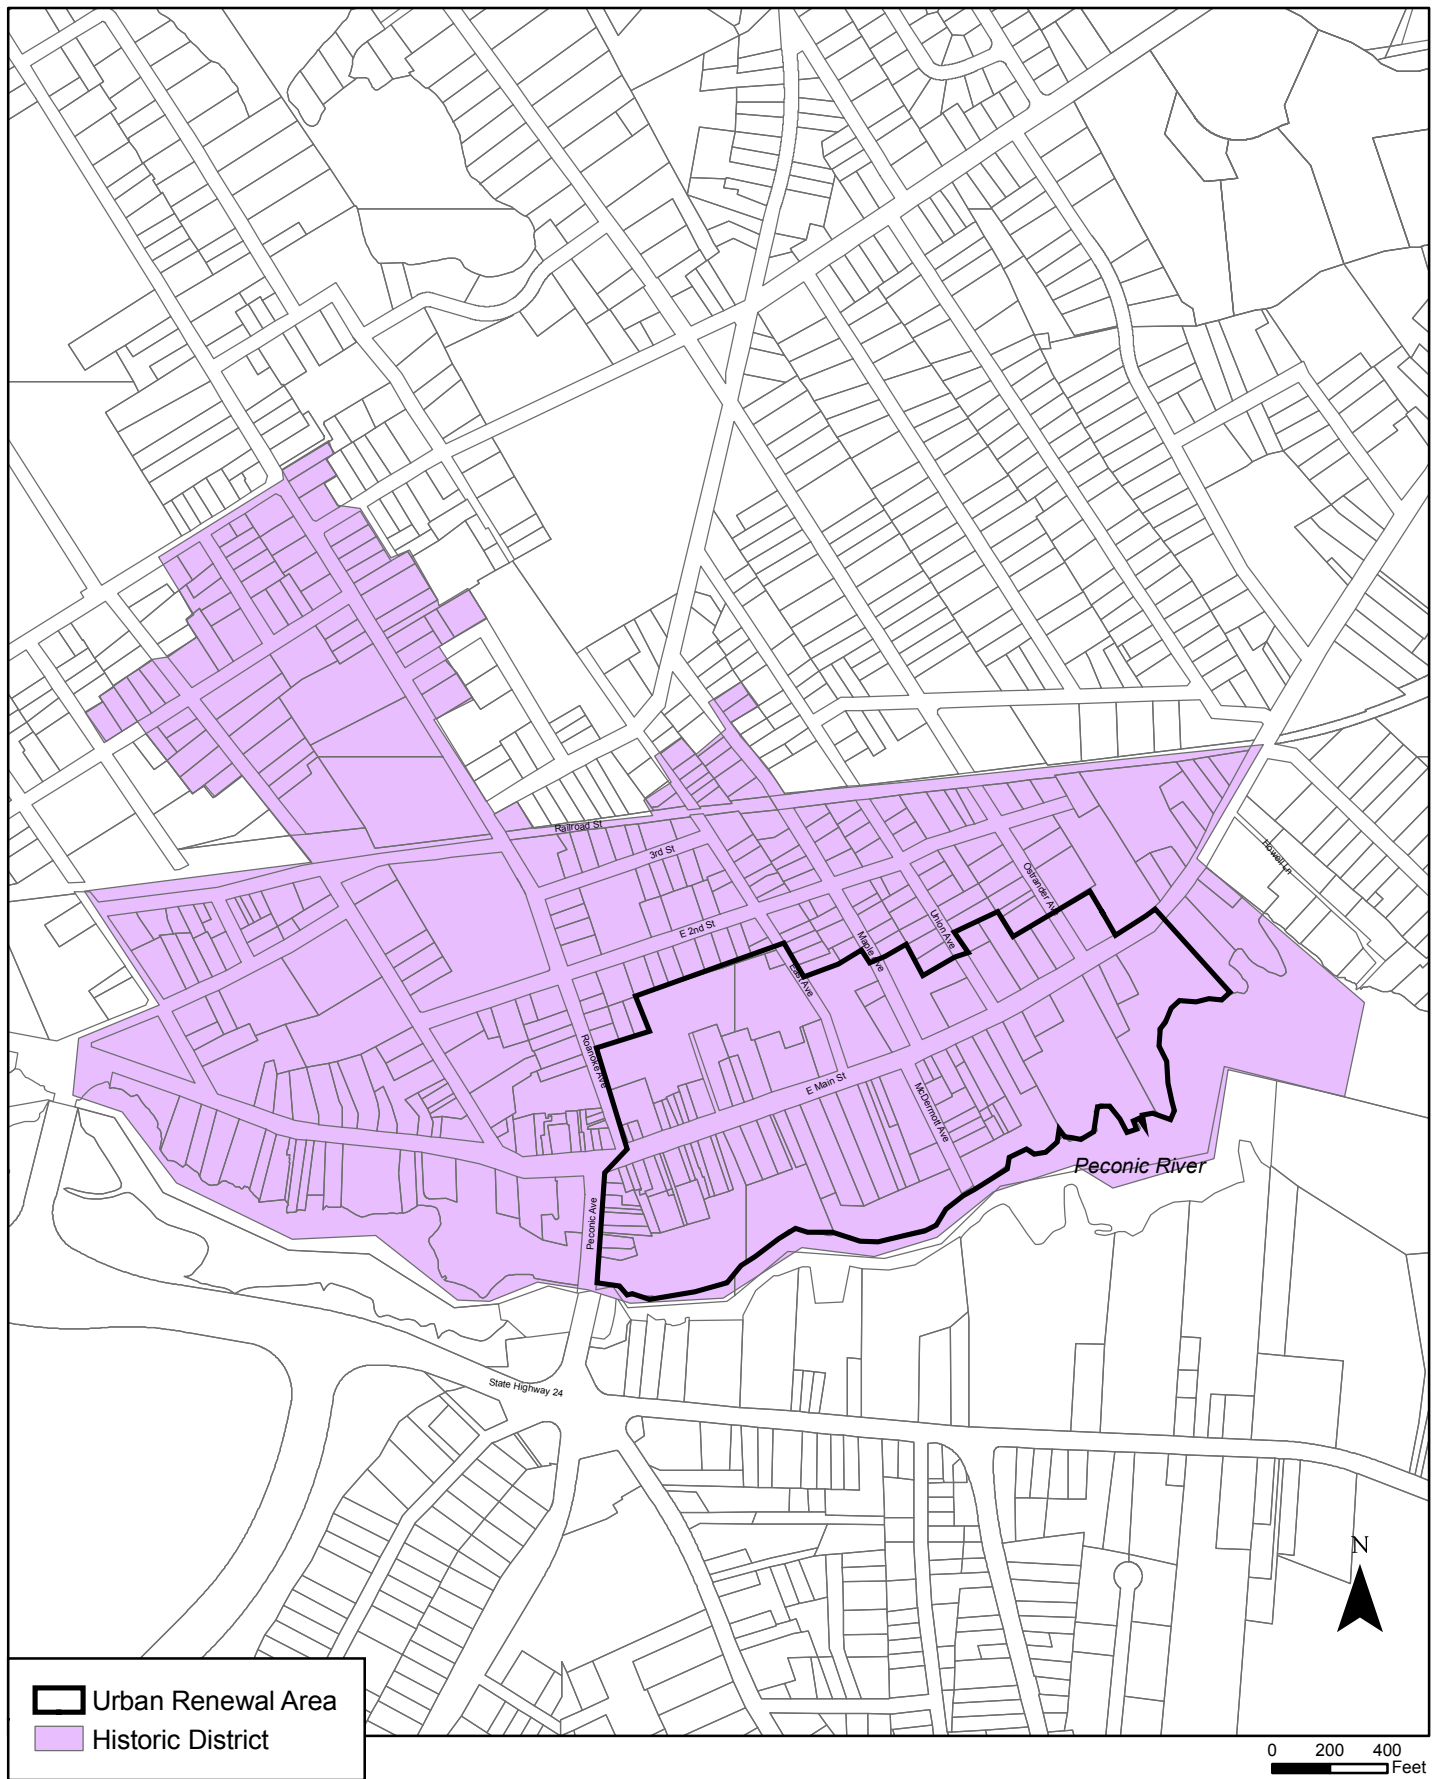 Railroad St
3rd St
Howell Ln
Ostrander Ave
E 2nd St
Union Ave
Maple Ave
East Ave
Roanoke Ave
E Main St
McDermott Ave
Peconic River
Peconic Ave
State Highway 24
N
Urban Renewal Area
Historic District
0 200 400
Feet